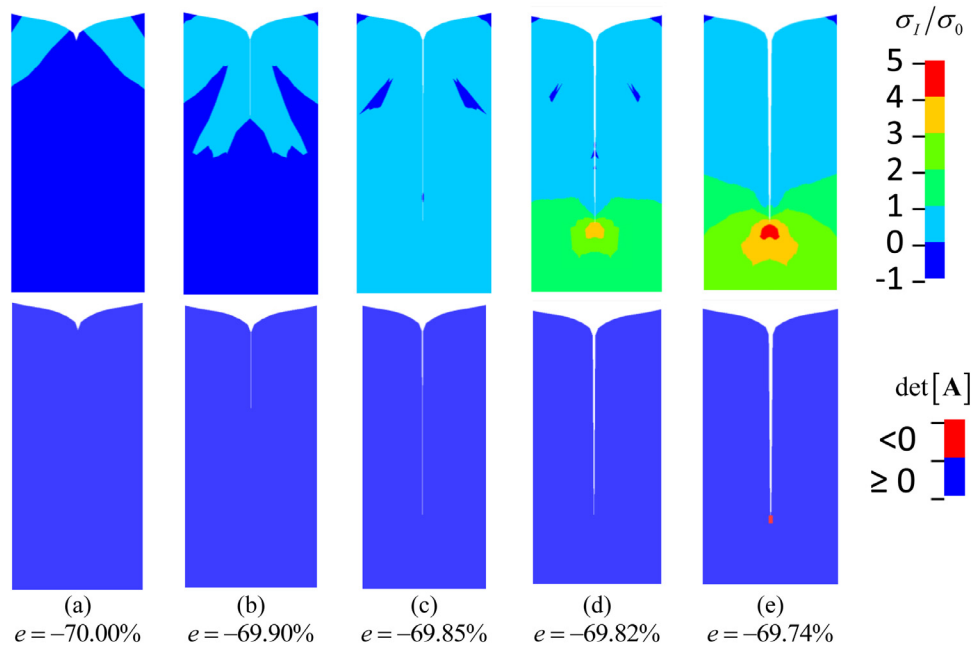 σ_I/σ_0
5
4
3
2
1
0
-1
det[A]
<0
≥ 0
(a) (b) (c) (d) (e)
e = −70.00% e = −69.90% e = −69.85% e = −69.82% e = −69.74%